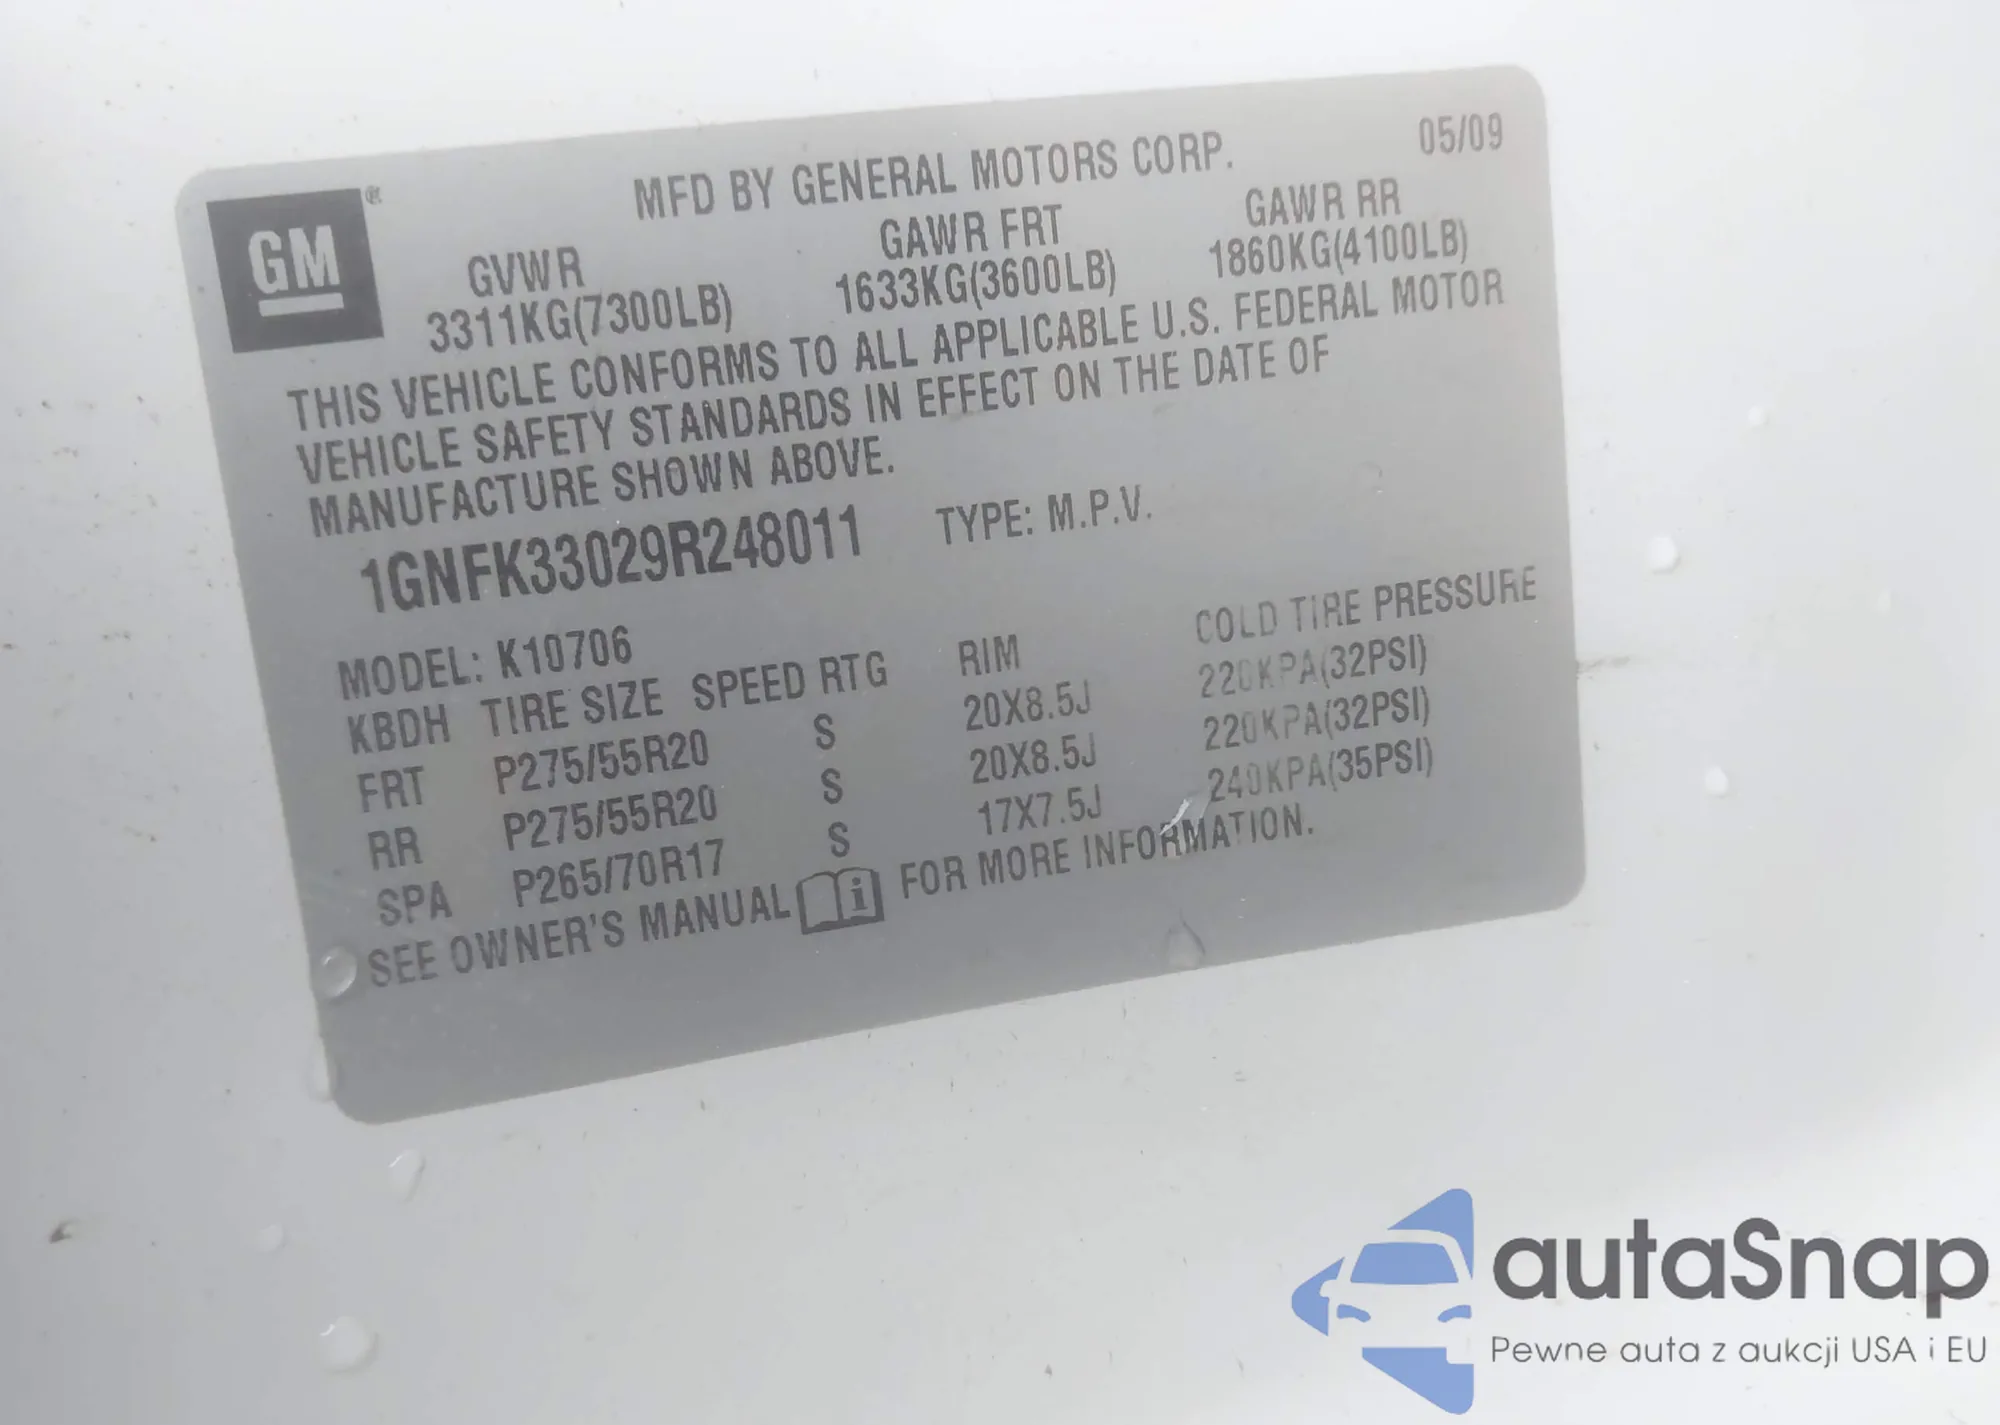 GM ®
MFD BY GENERAL MOTORS CORP. 05/09
GVWR GAWR FRT GAWR RR
3311KG(7300LB) 1633KG(3600LB) 1860KG(4100LB)
THIS VEHICLE CONFORMS TO ALL APPLICABLE U.S. FEDERAL MOTOR
VEHICLE SAFETY STANDARDS IN EFFECT ON THE DATE OF
MANUFACTURE SHOWN ABOVE.
1GNFK33029R248011 TYPE: M.P.V.
MODEL: K10706
KBDH TIRE SIZE SPEED RTG RIM COLD TIRE PRESSURE
FRT P275/55R20 S 20X8.5J 220KPA(32PSI)
RR P275/55R20 S 20X8.5J 220KPA(32PSI)
SPA P265/70R17 S 17X7.5J 240KPA(35PSI)
SEE OWNER'S MANUAL i FOR MORE INFORMATION.
autaSnap
Pewne auta z aukcji USA i EU